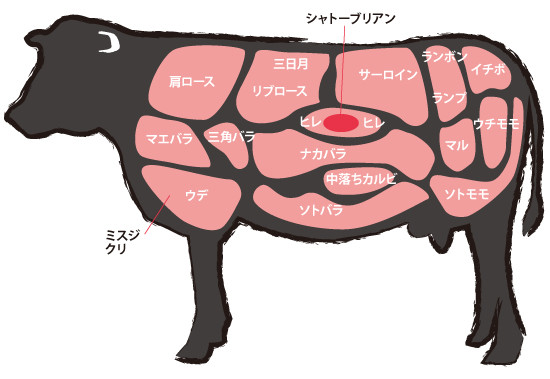 シャトーブリアン
肩ロース
三日月
リブロース
サーロイン
ランボン
ランプ
イチボ
マエバラ
三角バラ
ヒレ
ヒレ
ナカバラ
マル
ウチモモ
ウデ
中落ちカルビ
ソトバラ
ソトモモ
ミスジ
クリ